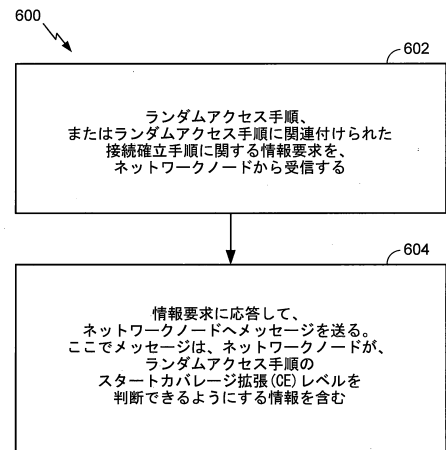 600
602
ランダムアクセス手順、
またはランダムアクセス手順に関連付けられた
接続確立手順に関する情報要求を、
ネットワークノードから受信する
604
情報要求に応答して、
ネットワークノードへメッセージを送る。
ここでメッセージは、ネットワークノードが、
ランダムアクセス手順の
スタートカバレージ拡張(CE)レベルを
判断できるようにする情報を含む